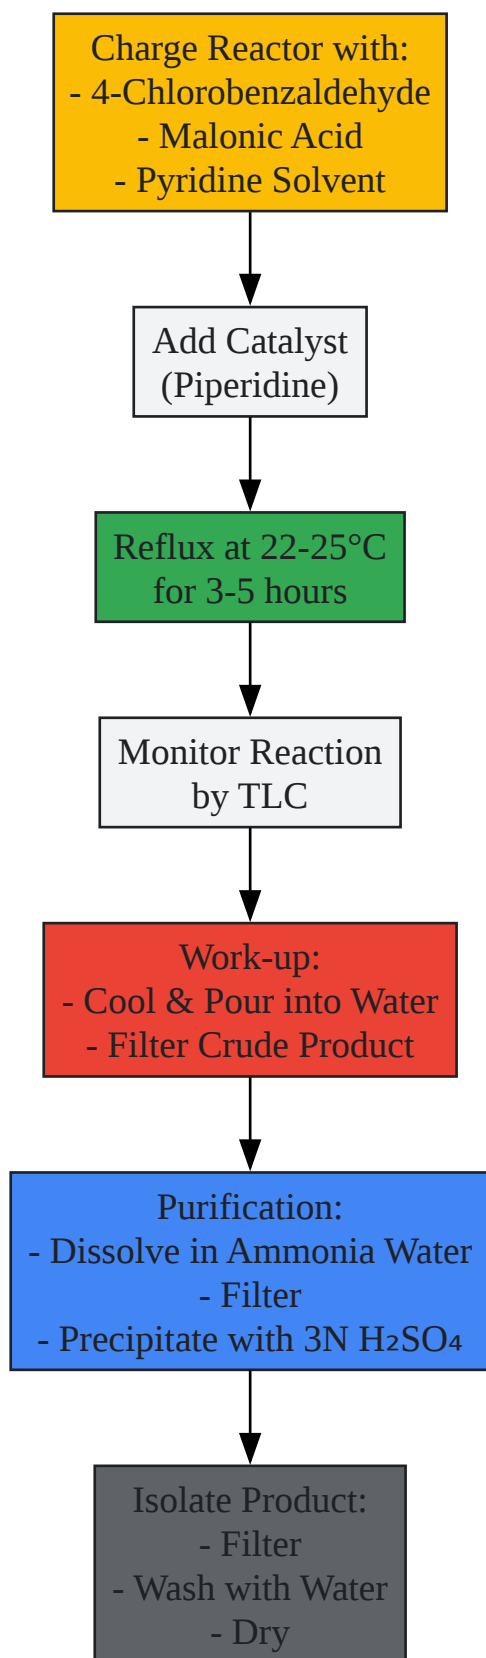 Charge Reactor with:
- 4-Chlorobenzaldehyde
- Malonic Acid
- Pyridine Solvent
Add Catalyst
(Piperidine)
Reflux at 22-25°C
for 3-5 hours
Monitor Reaction
by TLC
Work-up:
- Cool & Pour into Water
- Filter Crude Product
Purification:
- Dissolve in Ammonia Water
- Filter
- Precipitate with 3N H₂SO₄
Isolate Product:
- Filter
- Wash with Water
- Dry